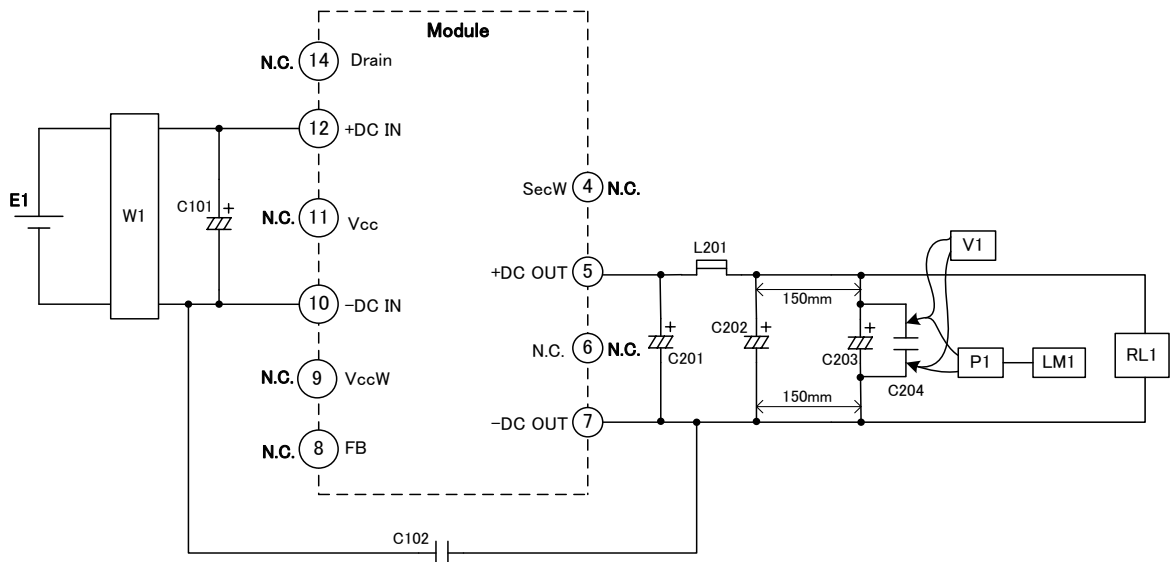 Module
N.C. 14 Drain
12 +DC IN
SecW 4 N.C.
E1
W1
C101 +
N.C. 11 Vcc
V1
L201
+DC OUT 5
150mm
10 -DC IN
C202 +
+
+
N.C. 6 N.C.
C201
C203
P1
LM1
RL1
C204
N.C. 9 VccW
150mm
-DC OUT 7
N.C. 8 FB
C102